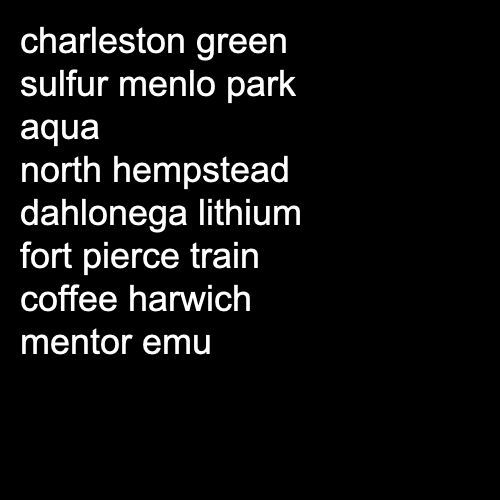 charleston green
sulfur menlo park
aqua
north hempstead
dahlonega lithium
fort pierce train
coffee harwich
mentor emu